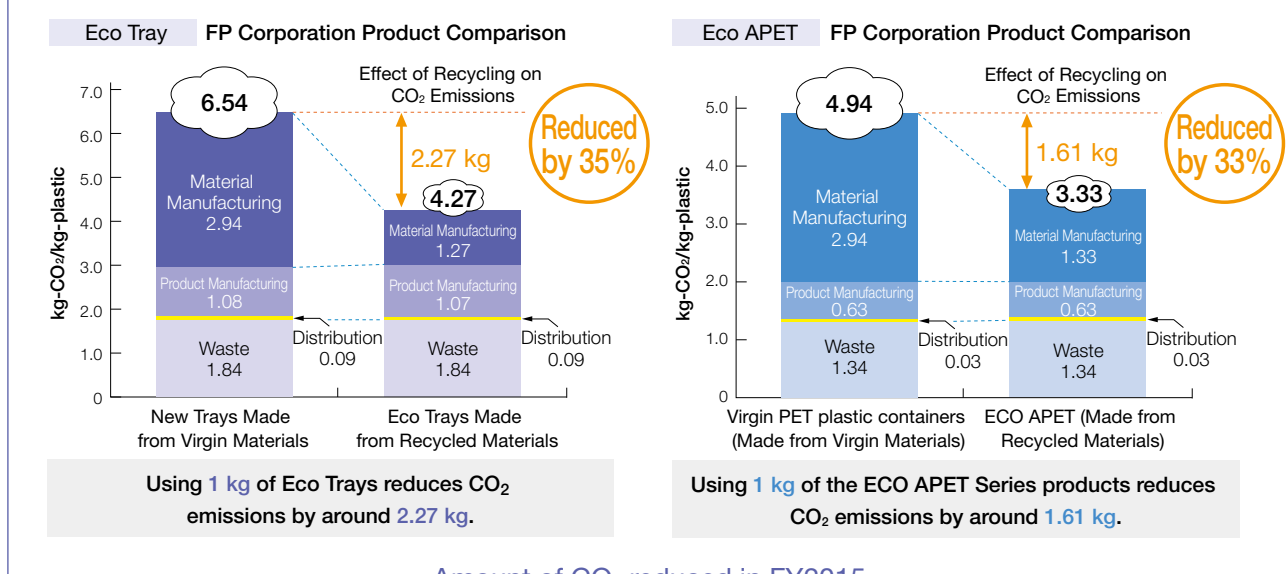 Eco Tray FP Corporation Product Comparison
Effect of Recycling on
CO₂ Emissions
7.0
6.0
5.0
4.0
3.0
2.0
1.0
0
kg-CO₂/kg-plastic
6.54
Reduced
by 35%
2.27 kg
4.27
Material
Manufacturing
2.94
Material Manufacturing
1.27
Product Manufacturing
1.08
Product Manufacturing
1.07
Distribution
0.09
Distribution
0.09
Waste
1.84
Waste
1.84
New Trays Made
from Virgin Materials
Eco Trays Made
from Recycled Materials
Using 1 kg of Eco Trays reduces CO₂
emissions by around 2.27 kg.
Eco APET FP Corporation Product Comparison
Effect of Recycling on
CO₂ Emissions
5.0
4.0
3.0
2.0
1.0
0
kg-CO₂/kg-plastic
4.94
Reduced
by 33%
1.61 kg
3.33
Material
Manufacturing
2.94
Material Manufacturing
1.33
Product Manufacturing
0.63
Product Manufacturing
0.63
Distribution
0.03
Distribution
0.03
Waste
1.34
Waste
1.34
Virgin PET plastic containers
(Made from Virgin Materials)
ECO APET (Made from
Recycled Materials)
Using 1 kg of the ECO APET Series products reduces
CO₂ emissions by around 1.61 kg.
Amount of CO₂ reduced in FY2015